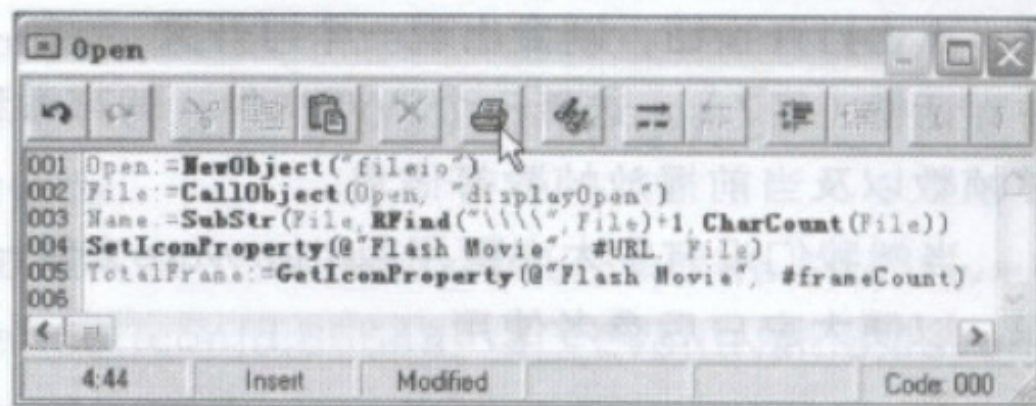 Open
001 Open:=NewObject("fileio")
002 File:=CallObject(Open, "displayOpen")
003 Name:=SubStr(File,RFind("\\\\",File)+1,CharCount(File))
004 SetIconProperty(@"Flash Movie", #URL, File)
005 TotalFrame:=GetIconProperty(@"Flash Movie", #frameCount)
006
4:44 Insert Modified Code: 000